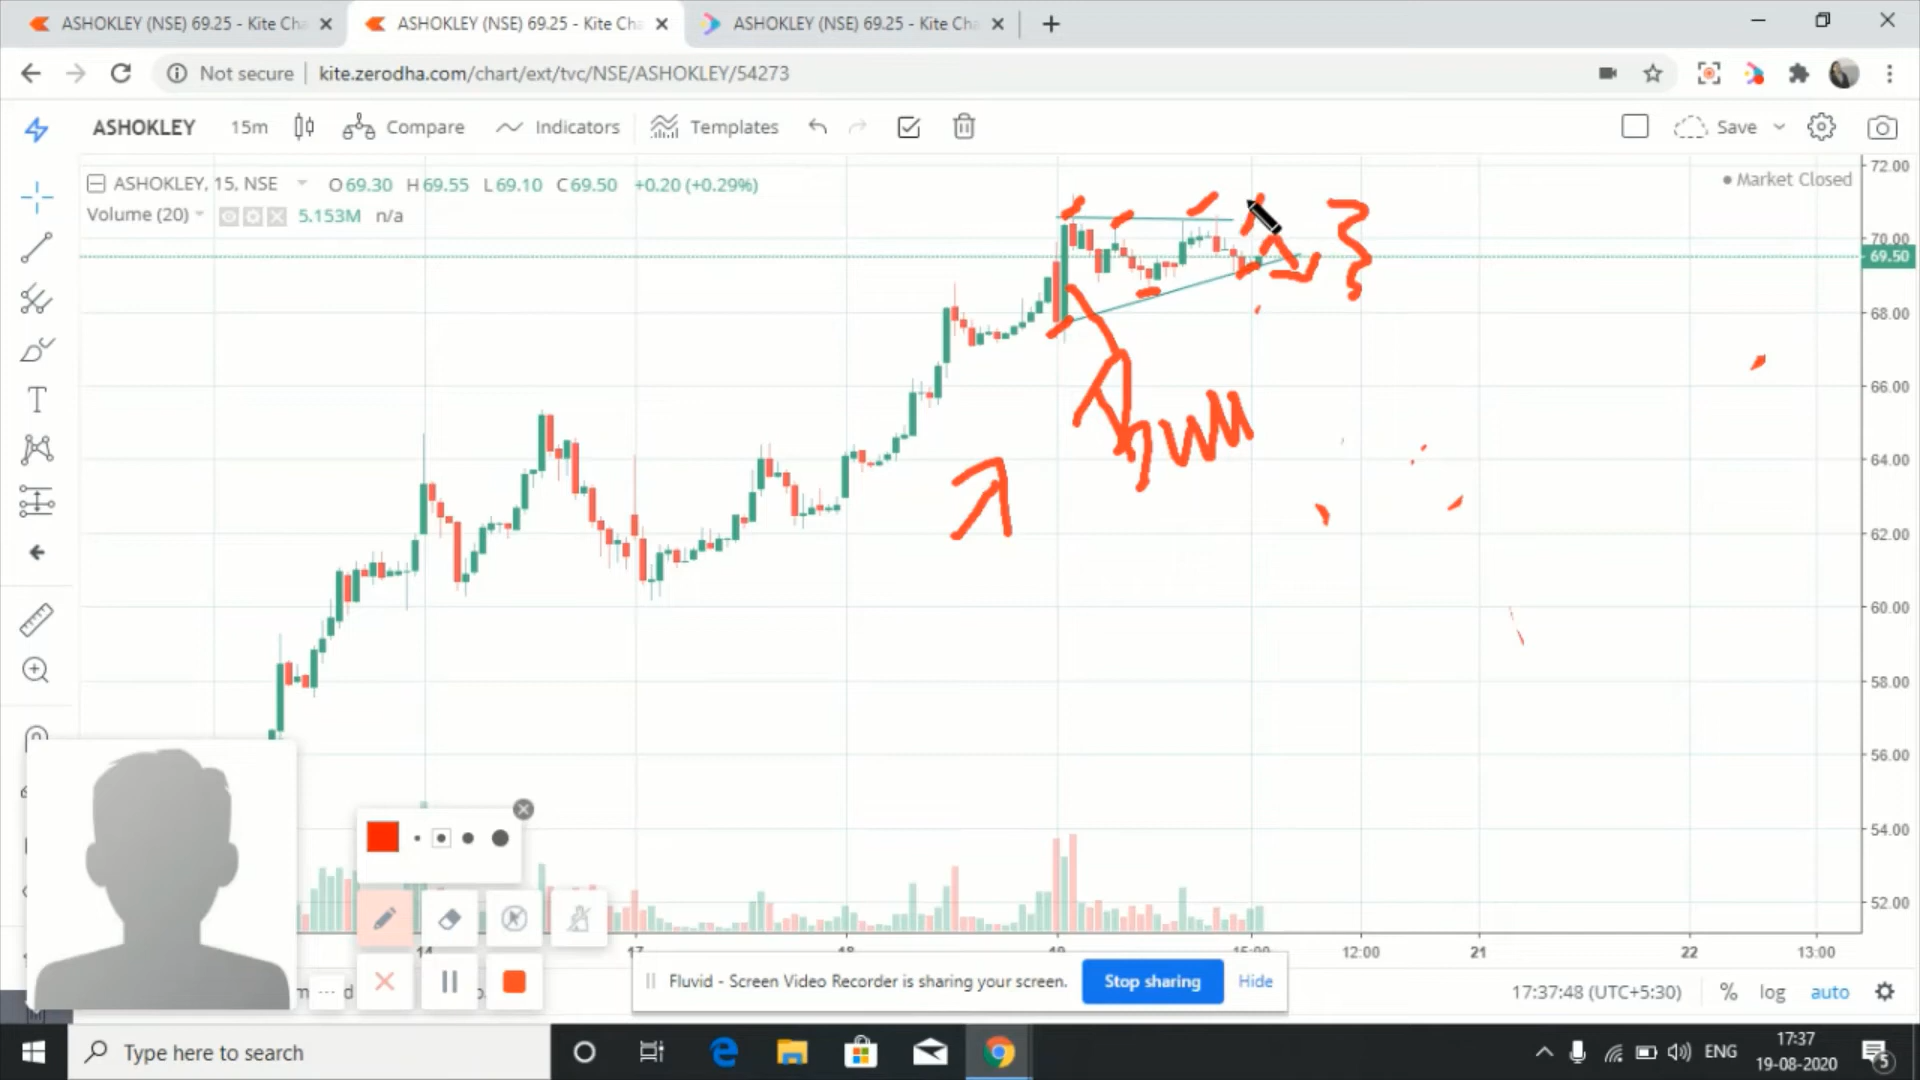 ASHOKLEY (NSE) 69.25 - Kite Cha
ASHOKLEY (NSE) 69.25 - Kite Cha
ASHOKLEY (NSE) 69.25 - Kite Cha
Not secure | kite.zerodha.com/chart/ext/tvc/NSE/ASHOKLEY/54273
ASHOKLEY 15m Compare Indicators Templates Save
ASHOKLEY, 15, NSE O69.30 H69.55 L69.10 C69.50 +0.20 (+0.29%)
Market Closed
Volume (20) 5.153M n/a
72.00
70.00
69.50
68.00
66.00
64.00
62.00
60.00
58.00
56.00
54.00
52.00
14 17 18 19 15:00 12:00 21 22 13:00
Fluvid - Screen Video Recorder is sharing your screen. Stop sharing Hide
17:37:48 (UTC+5:30) % log auto
Type here to search
ENG
17:37
19-08-2020
5